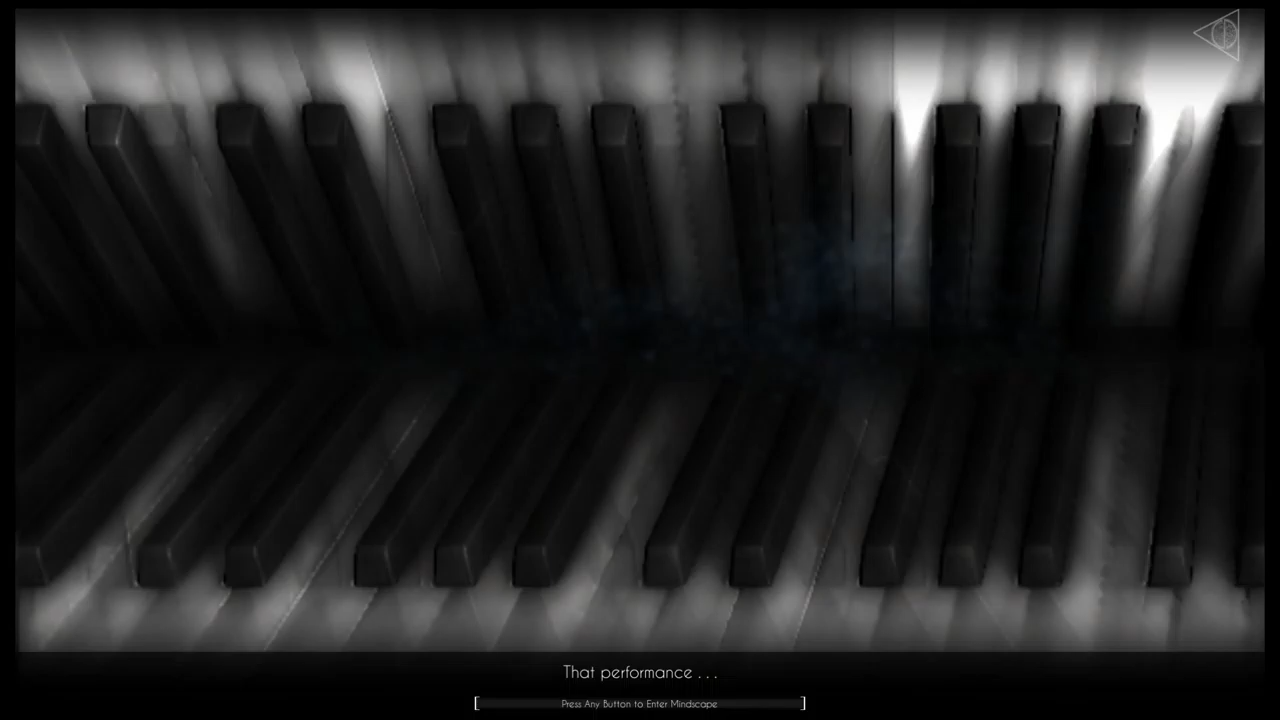 That performance . . .
[ Press Any Button to Enter Mindscape ]